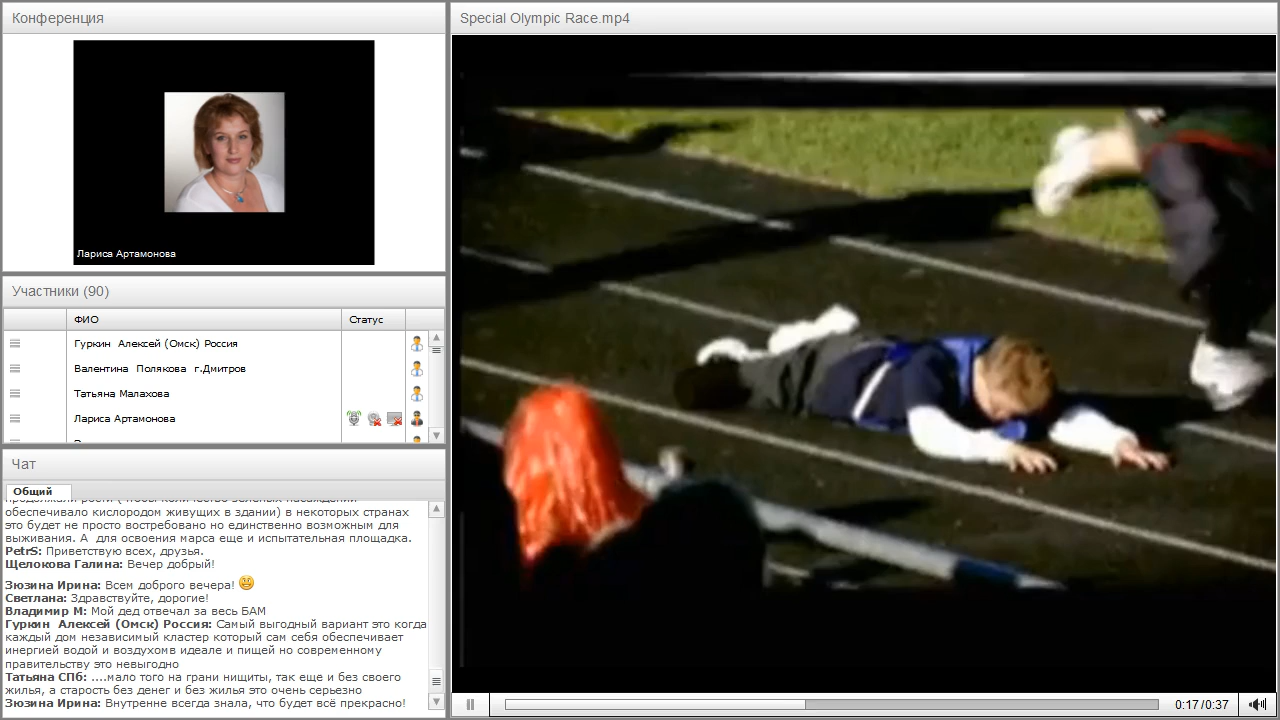 Конференция
Лариса Артамонова
Участники (90)
ФИО
Статус
Гуркин Алексей (Омск) Россия
Валентина Полякова г.Дмитров
Татьяна Малахова
Лариса Артамонова
Чат
Общий
обеспечивало кислородом живущих в здании) в некоторых странах
это будет не просто востребовано но единственно возможным для
выживания. А для освоения марса еще и испытательная площадка.
PetrS: Приветствую всех, друзья.
Щелокова Галина: Вечер добрый!
Зюзина Ирина: Всем доброго вечера!
Светлана: Здравствуйте, дорогие!
Владимир М: Мой дед отвечал за весь БАМ
Гуркин Алексей (Омск) Россия: Самый выгодный вариант это когда
каждый дом независимый кластер который сам себя обеспечивает
инергией водой и воздухомв идеале и пищей но современному
правительству это невыгодно
Татьяна СПб: ....мало того на грани нищиты, так еще и без своего
жилья, а старость без денег и без жилья это очень серьезно
Зюзина Ирина: Внутренне всегда знала, что будет всё прекрасно!
Special Olympic Race.mp4
0:17/0:37